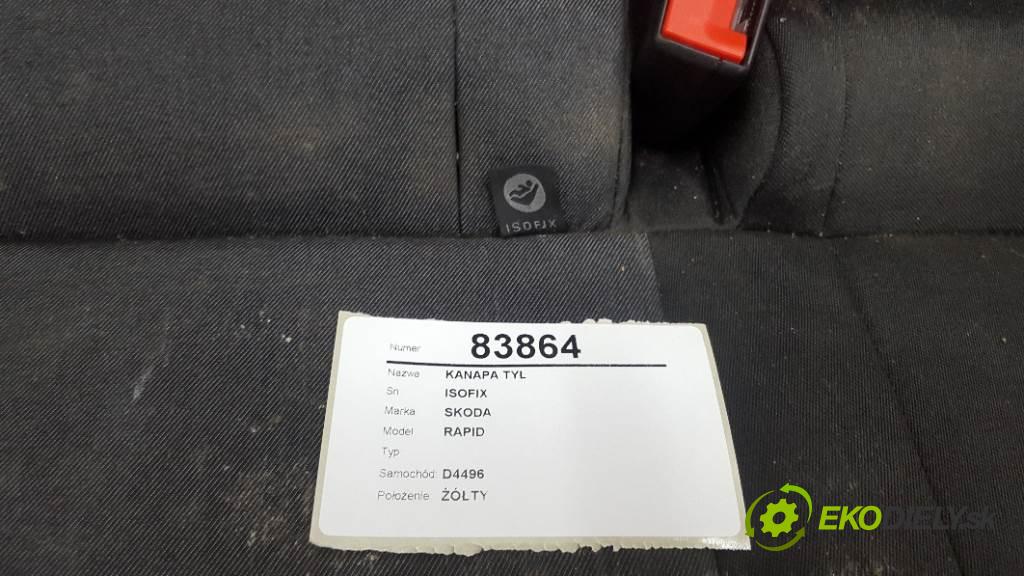 ISOFIX
Numer 83864
Nazwa KANAPA TYL
Sn ISOFIX
Marka SKODA
Model RAPID
Typ
Samochód: D4496
Położenie: ŻÓŁTY
EKODIELY.sk